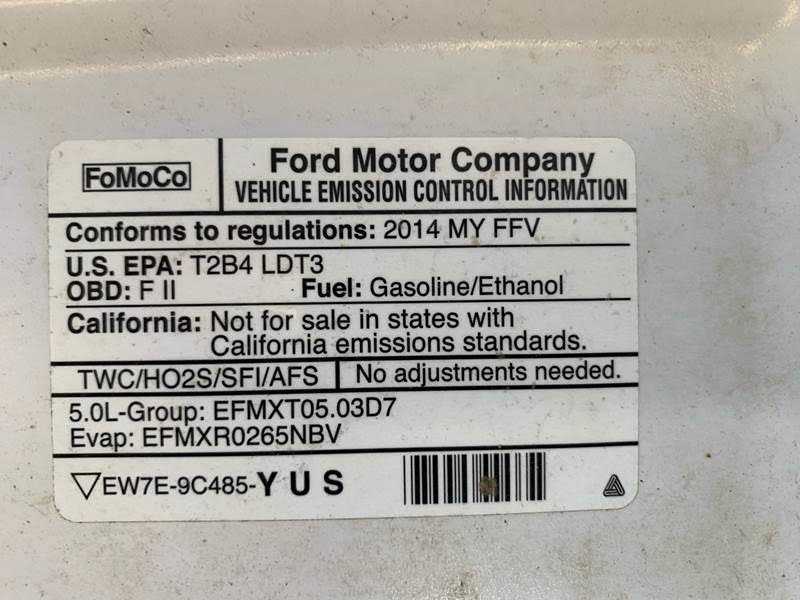 FoMoCo
Ford Motor Company
VEHICLE EMISSION CONTROL INFORMATION
Conforms to regulations: 2014 MY FFV
U.S. EPA: T2B4 LDT3
OBD: F II Fuel: Gasoline/Ethanol
California: Not for sale in states with
California emissions standards.
TWC/HO2S/SFI/AFS No adjustments needed.
5.0L-Group: EFMXT05.03D7
Evap: EFMXR0265NBV
EW7E-9C485-Y U S